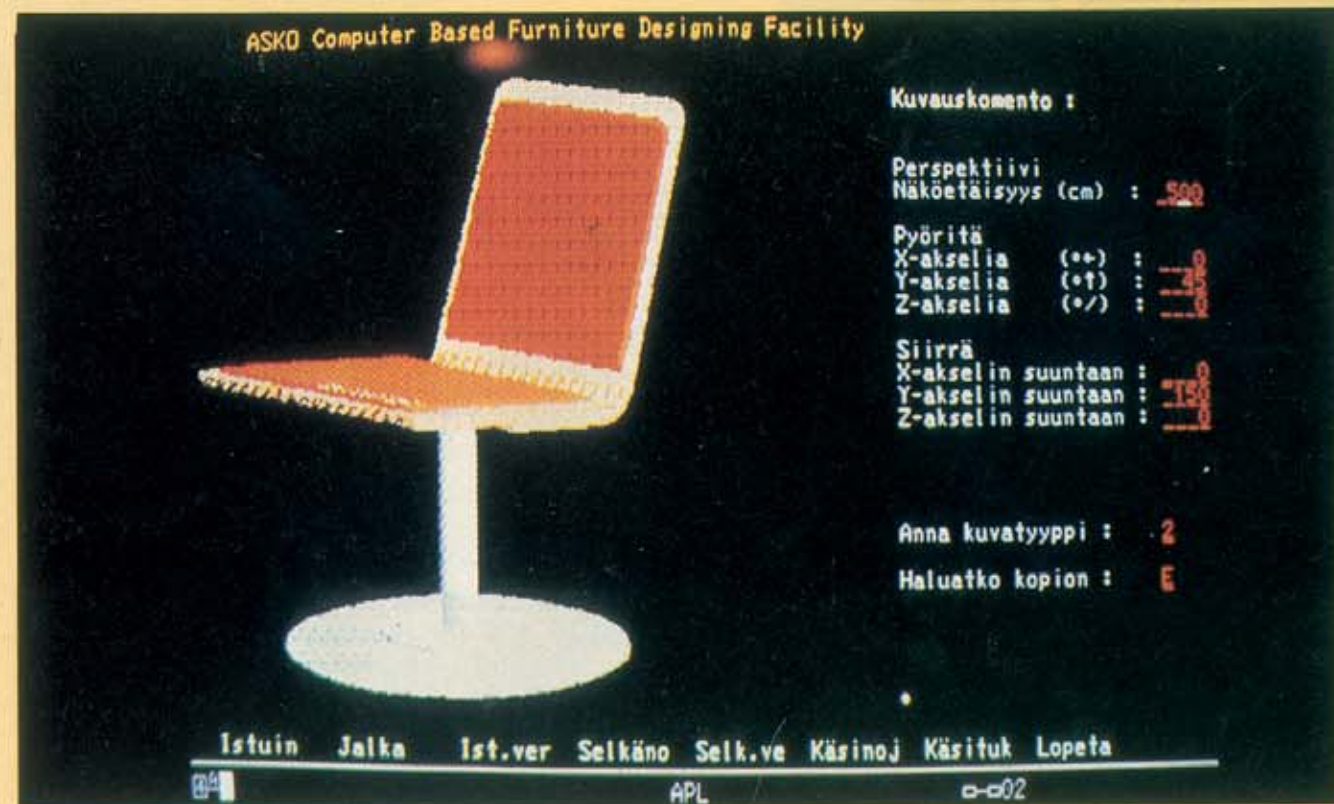 ASKO Computer Based Furniture Designing Facility
Kuvauskomento :
Perspektiivi
Näköetäisyys (cm) : 500
Pyöritä
X-akselia (•←) : 0
Y-akselia (•↑) :
Z-akselia (•/) : 0
Siirrä
X-akselin suuntaan : 0
Y-akselin suuntaan :
Z-akselin suuntaan : 0
Anna kuvatyyppi : 2
Haluatko kopion : E
Istuin Jalka Ist.ver Selkäno Selk.ve Käsinoj Käsituk Lopeta
APL 02